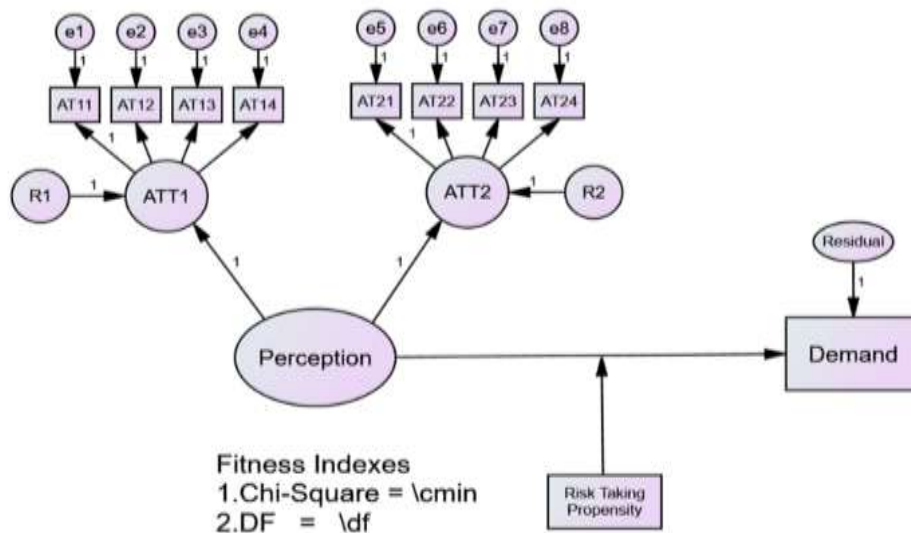 e1 e2 e3 e4 e5 e6 e7 e8
1 1 1 1 1 1 1 1
AT11 AT12 AT13 AT14 AT21 AT22 AT23 AT24
1 1
R1 1 ATT1 ATT2 1 R2
Residual
1 1 1
Perception Demand
Fitness Indexes
1.Chi-Square = \cmin
2.DF = \df
Risk Taking
Propensity